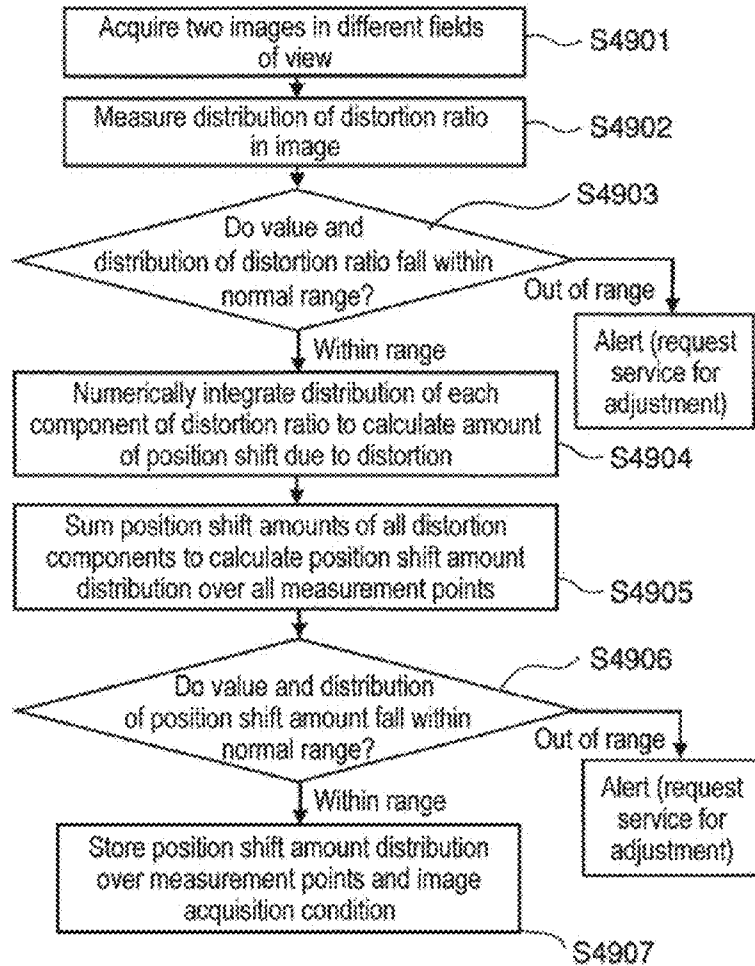 Acquire two images in different fields
of view
S4901
Measure distribution of distortion ratio
in image
S4902
S4903
Do value and
distribution of distortion ratio fall within
normal range?
Out of range
Within range
Alert (request
service for
adjustment)
Numerically integrate distribution of each
component of distortion ratio to calculate amount
of position shift due to distortion
S4904
Sum position shift amounts of all distortion
components to calculate position shift amount
distribution over all measurement points
S4905
S4906
Do value and distribution
of position shift amount fall within
normal range?
Out of range
Within range
Alert (request
service for
adjustment)
Store position shift amount distribution
over measurement points and image
acquisition condition
S4907